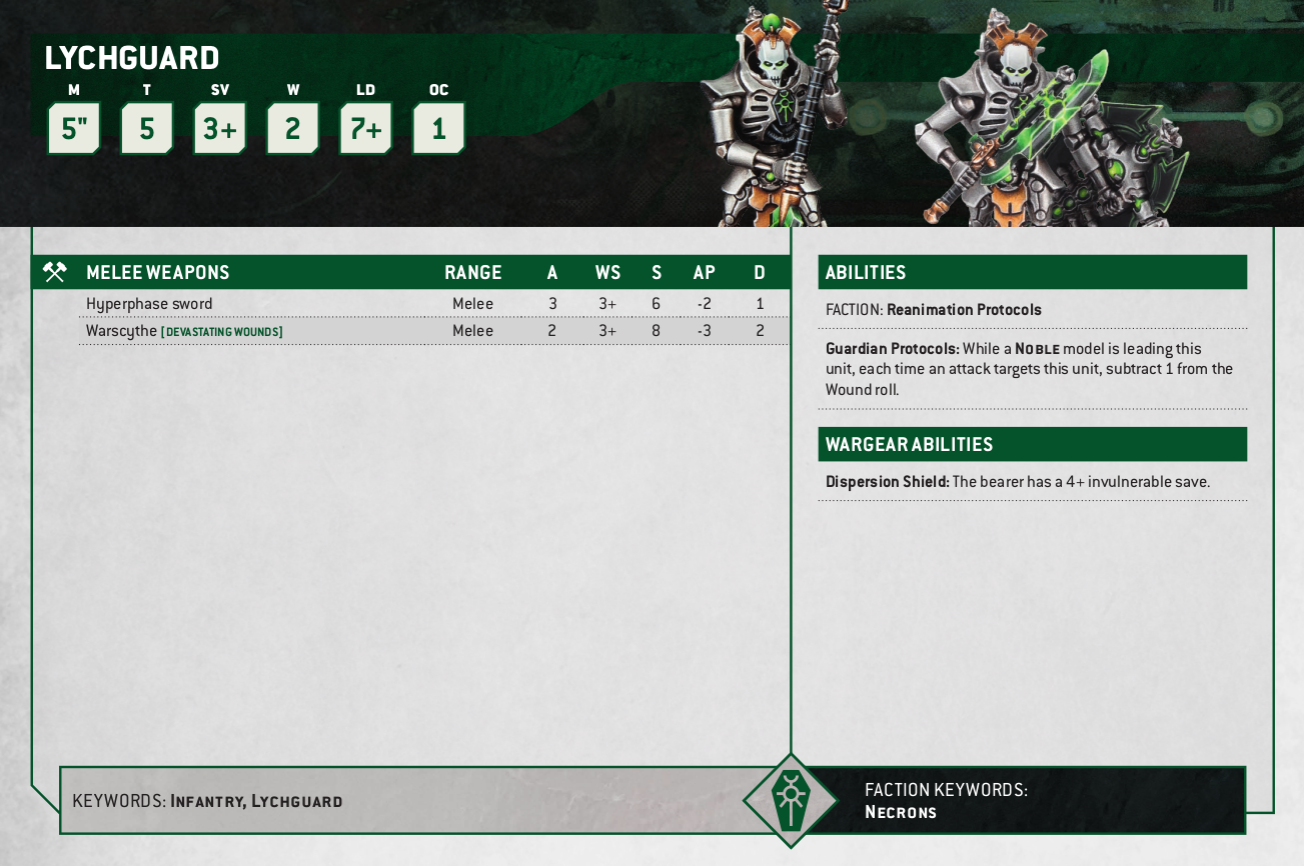 LYCHGUARD
M T SV W LD OC
5" 5 3+ 2 7+ 1
MELEE WEAPONS RANGE A WS S AP D
Hyperphase sword Melee 3 3+ 6 -2 1
Warscythe [DEVASTATING WOUNDS] Melee 2 3+ 8 -3 2
ABILITIES
FACTION: Reanimation Protocols
Guardian Protocols: While a NOBLE model is leading this
unit, each time an attack targets this unit, subtract 1 from the
Wound roll.
WARGEAR ABILITIES
Dispersion Shield: The bearer has a 4+ invulnerable save.
KEYWORDS: INFANTRY, LYCHGUARD
FACTION KEYWORDS:
NECRONS